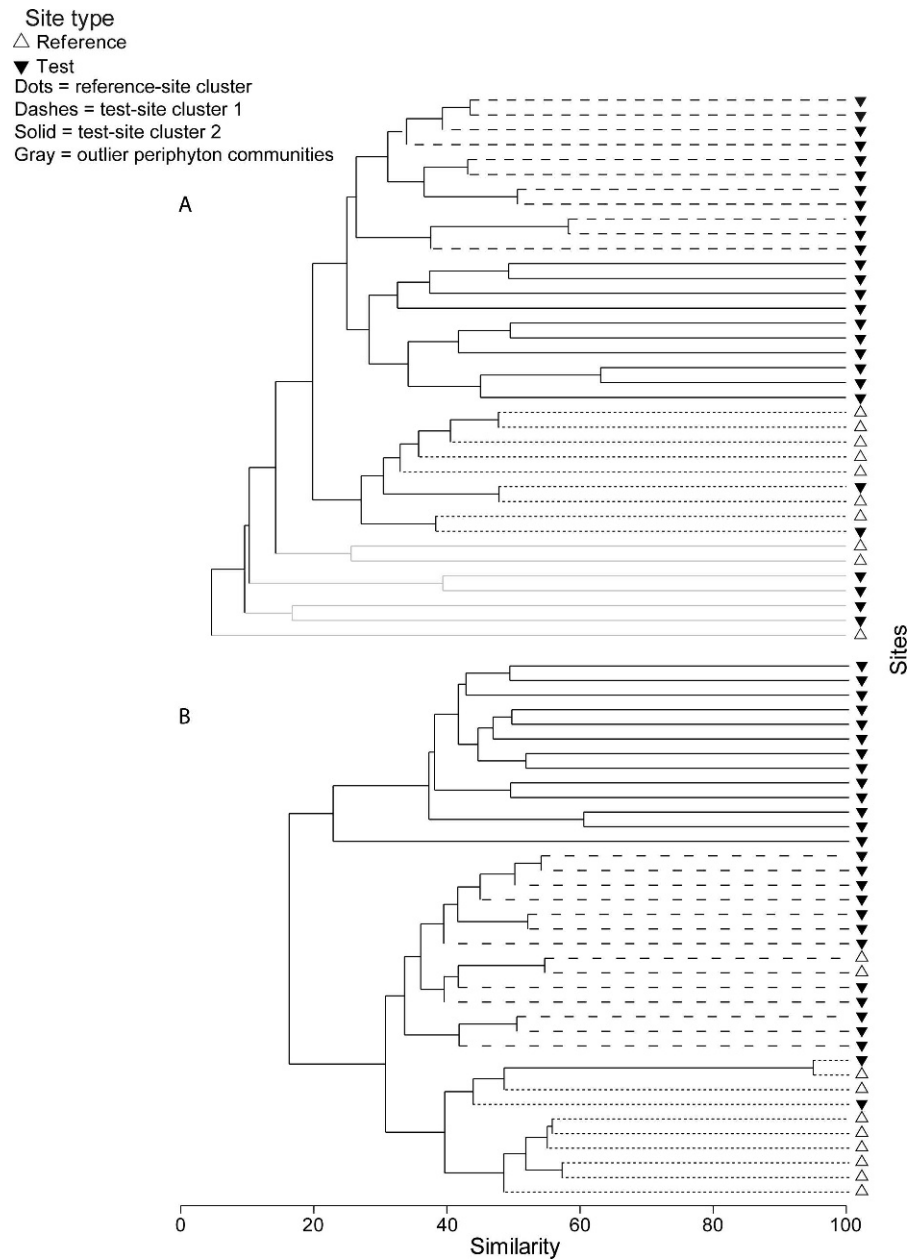 Site type
△ Reference
▼ Test
Dots = reference-site cluster
Dashes = test-site cluster 1
Solid = test-site cluster 2
Gray = outlier periphyton communities
A
Sites
B
0 20 40 60 80 100
Similarity